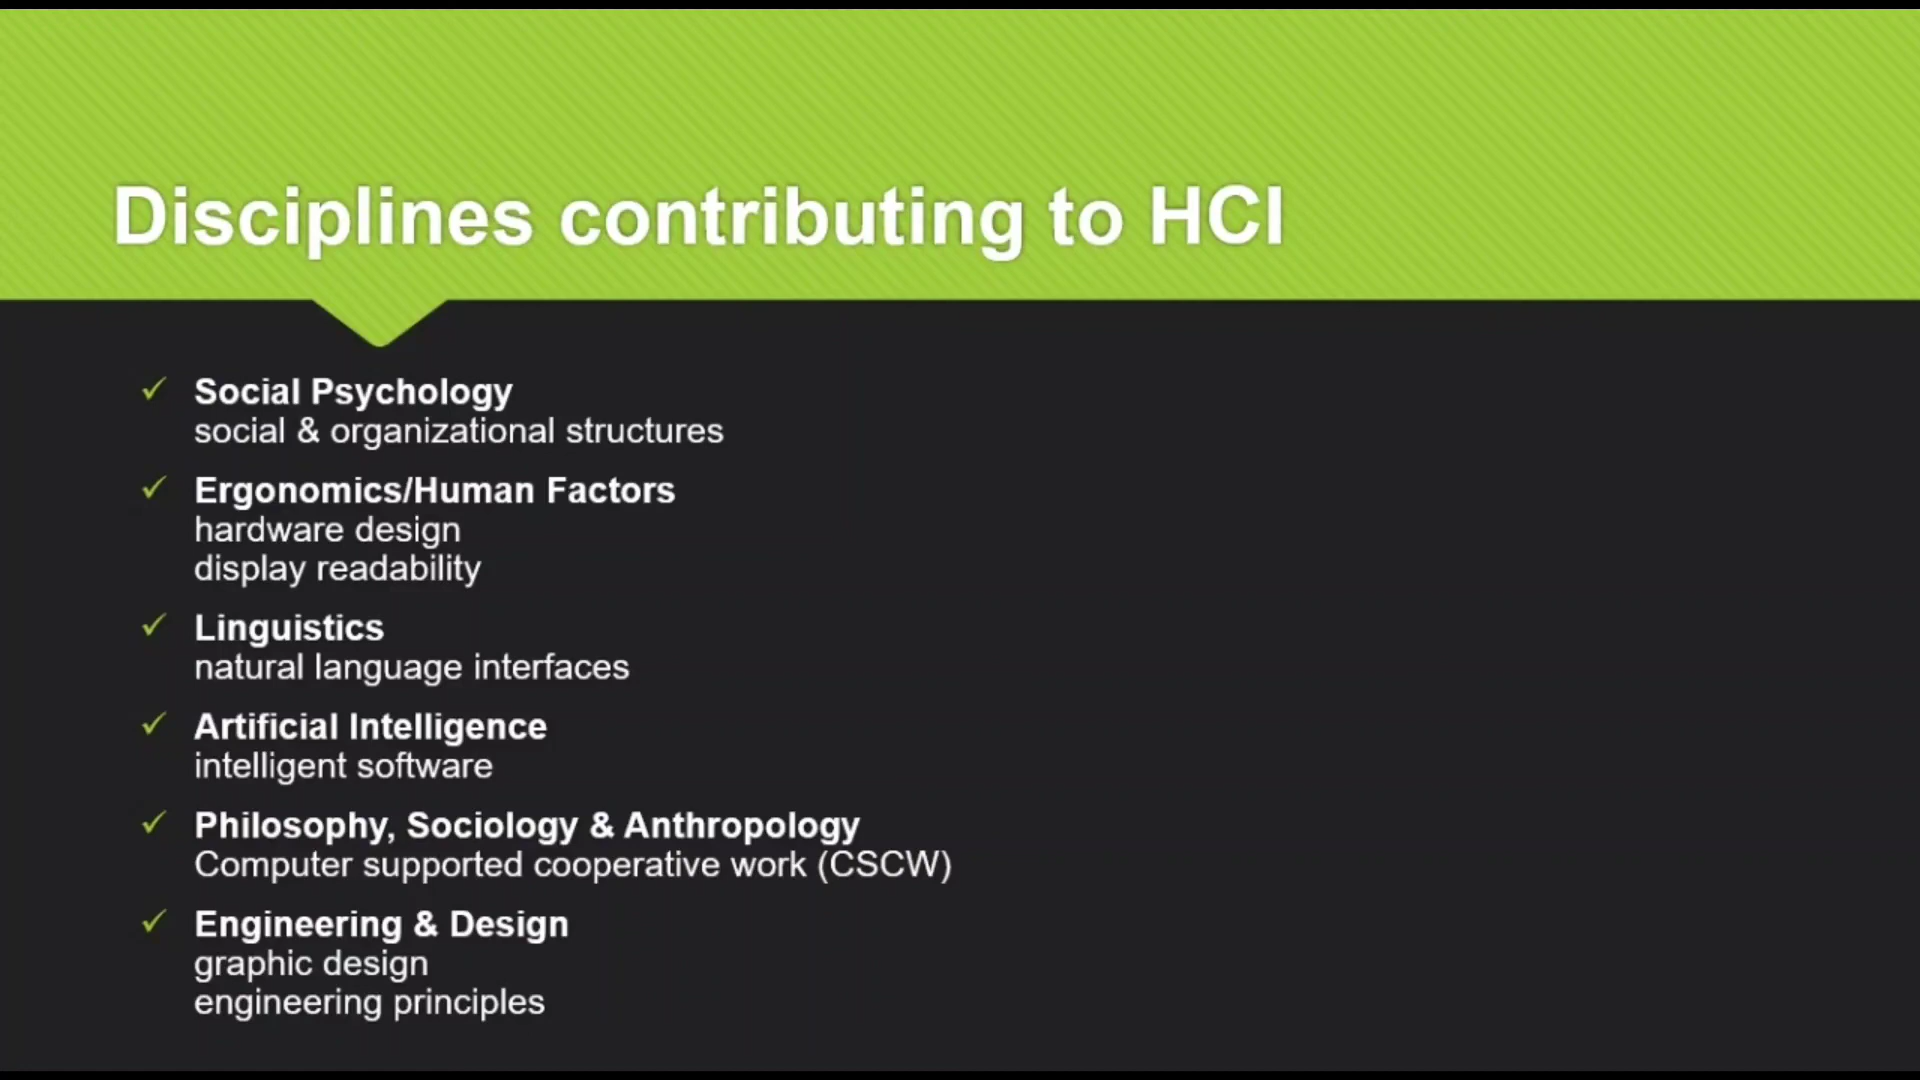 Disciplines contributing to HCI
✓ Social Psychology
social & organizational structures
✓ Ergonomics/Human Factors
hardware design
display readability
✓ Linguistics
natural language interfaces
✓ Artificial Intelligence
intelligent software
✓ Philosophy, Sociology & Anthropology
Computer supported cooperative work (CSCW)
✓ Engineering & Design
graphic design
engineering principles